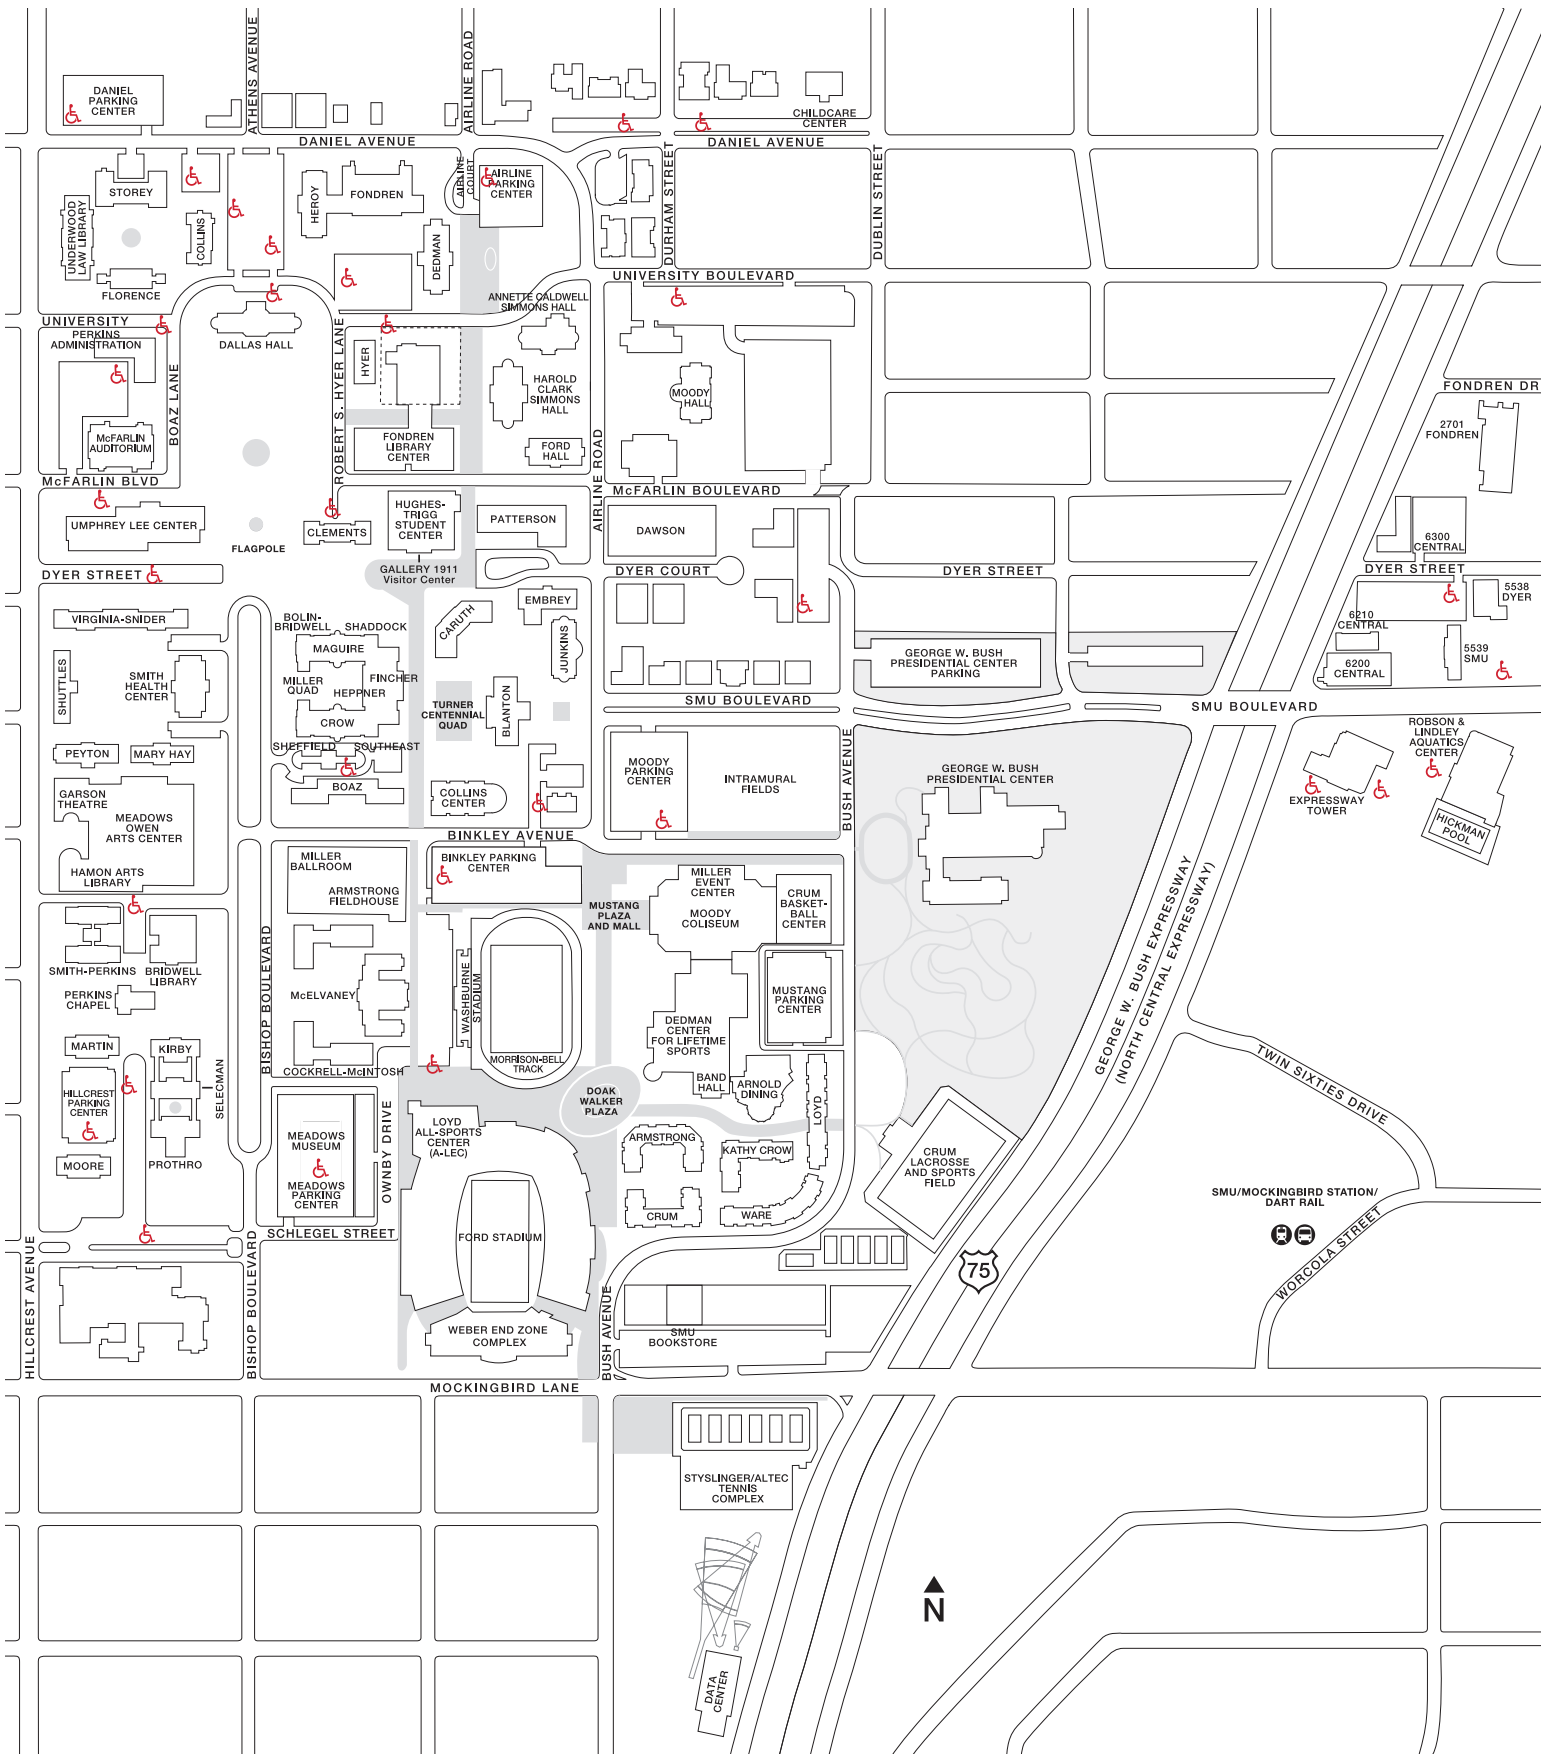 ATHENS AVENUE
AIRLINE ROAD
DANIEL
PARKING
CENTER
CHILDCARE
CENTER
DANIEL AVENUE
DANIEL AVENUE
DURHAM STREET
DUBLIN STREET
AIRLINE
COURT
AIRLINE
PARKING
CENTER
STOREY
HEROY
FONDREN
UNDERWOOD
LAW LIBRARY
COLLINS
DEDMAN
FLORENCE
UNIVERSITY BOULEVARD
ANNETTE CALDWELL
SIMMONS HALL
UNIVERSITY
PERKINS
ADMINISTRATION
DALLAS HALL
BOAZ LANE
ROBERT S. HYER LANE
HYER
HAROLD
CLARK
SIMMONS
HALL
MOODY
HALL
FONDREN DR
2701
FONDREN
McFARLIN
AUDITORIUM
FONDREN
LIBRARY
CENTER
FORD
HALL
AIRLINE ROAD
McFARLIN BLVD
McFARLIN BOULEVARD
UMPHREY LEE CENTER
FLAGPOLE
CLEMENTS
HUGHES-
TRIGG
STUDENT
CENTER
PATTERSON
DAWSON
6300
CENTRAL
GALLERY 1911
Visitor Center
DYER STREET
DYER COURT
DYER STREET
DYER STREET
5538
DYER
EMBREY
CARUTH
JUNKINS
VIRGINIA-SNIDER
BOLIN-
BRIDWELL
SHADDOCK
MAGUIRE
FINCHER
MILLER
QUAD
HEPPNER
CROW
SHUTTLES
SMITH
HEALTH
CENTER
6210
CENTRAL
5539
SMU
6200
CENTRAL
GEORGE W. BUSH
PRESIDENTIAL CENTER
PARKING
TURNER
CENTENNIAL
QUAD
BLANTON
SMU BOULEVARD
SMU BOULEVARD
PEYTON
MARY HAY
SHEFFIELD
SOUTHEAST
BOAZ
COLLINS
CENTER
MOODY
PARKING
CENTER
INTRAMURAL
FIELDS
BUSH AVENUE
GEORGE W. BUSH
PRESIDENTIAL CENTER
ROBSON &
LINDLEY
AQUATICS
CENTER
EXPRESSWAY
TOWER
HICKMAN
POOL
GARSON
THEATRE
MEADOWS
OWEN
ARTS CENTER
HAMON ARTS
LIBRARY
BINKLEY AVENUE
MILLER
BALLROOM
ARMSTRONG
FIELDHOUSE
BINKLEY PARKING
CENTER
MUSTANG
PLAZA
AND MALL
MILLER
EVENT
CENTER
MOODY
COLISEUM
CRUM
BASKET-
BALL
CENTER
SMITH-PERKINS
BRIDWELL
LIBRARY
PERKINS
CHAPEL
BISHOP BOULEVARD
McELVANEY
WASHBURNE
STADIUM
MORRISON-BELL
TRACK
MUSTANG
PARKING
CENTER
DEDMAN
CENTER
FOR LIFETIME
SPORTS
GEORGE W. BUSH EXPRESSWAY
(NORTH CENTRAL EXPRESSWAY)
MARTIN
KIRBY
SELECMAN
COCKRELL-McINTOSH
BAND
HALL
ARNOLD
DINING
LOYD
TWIN SIXTIES DRIVE
HILLCREST
PARKING
CENTER
DOAK
WALKER
PLAZA
MOORE
PROTHRO
MEADOWS
MUSEUM
MEADOWS
PARKING
CENTER
OWNBY DRIVE
LOYD
ALL-SPORTS
CENTER
(A-LEC)
ARMSTRONG
KATHY CROW
CRUM
WARE
CRUM
LACROSSE
AND SPORTS
FIELD
SMU/MOCKINGBIRD STATION/
DART RAIL
WORCOLA STREET
SCHLEGEL STREET
FORD STADIUM
75
HILLCREST AVENUE
BISHOP BOULEVARD
WEBER END ZONE
COMPLEX
BUSH AVENUE
SMU
BOOKSTORE
MOCKINGBIRD LANE
STYSLINGER/ALTEC
TENNIS
COMPLEX
N
DATA
CENTER